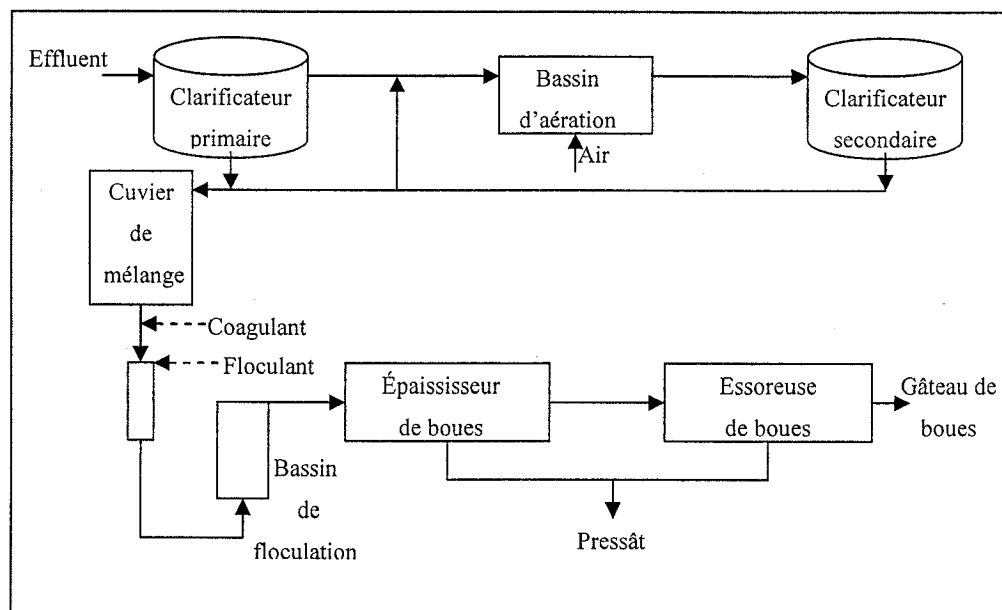 Effluent
Clarificateur
primaire
Bassin
d'aération
Air
Clarificateur
secondaire
Cuvier
de
mélange
Coagulant
Floculant
Bassin
de
floculation
Épaississeur
de boues
Essoreuse
de boues
Gâteau de
boues
Pressât